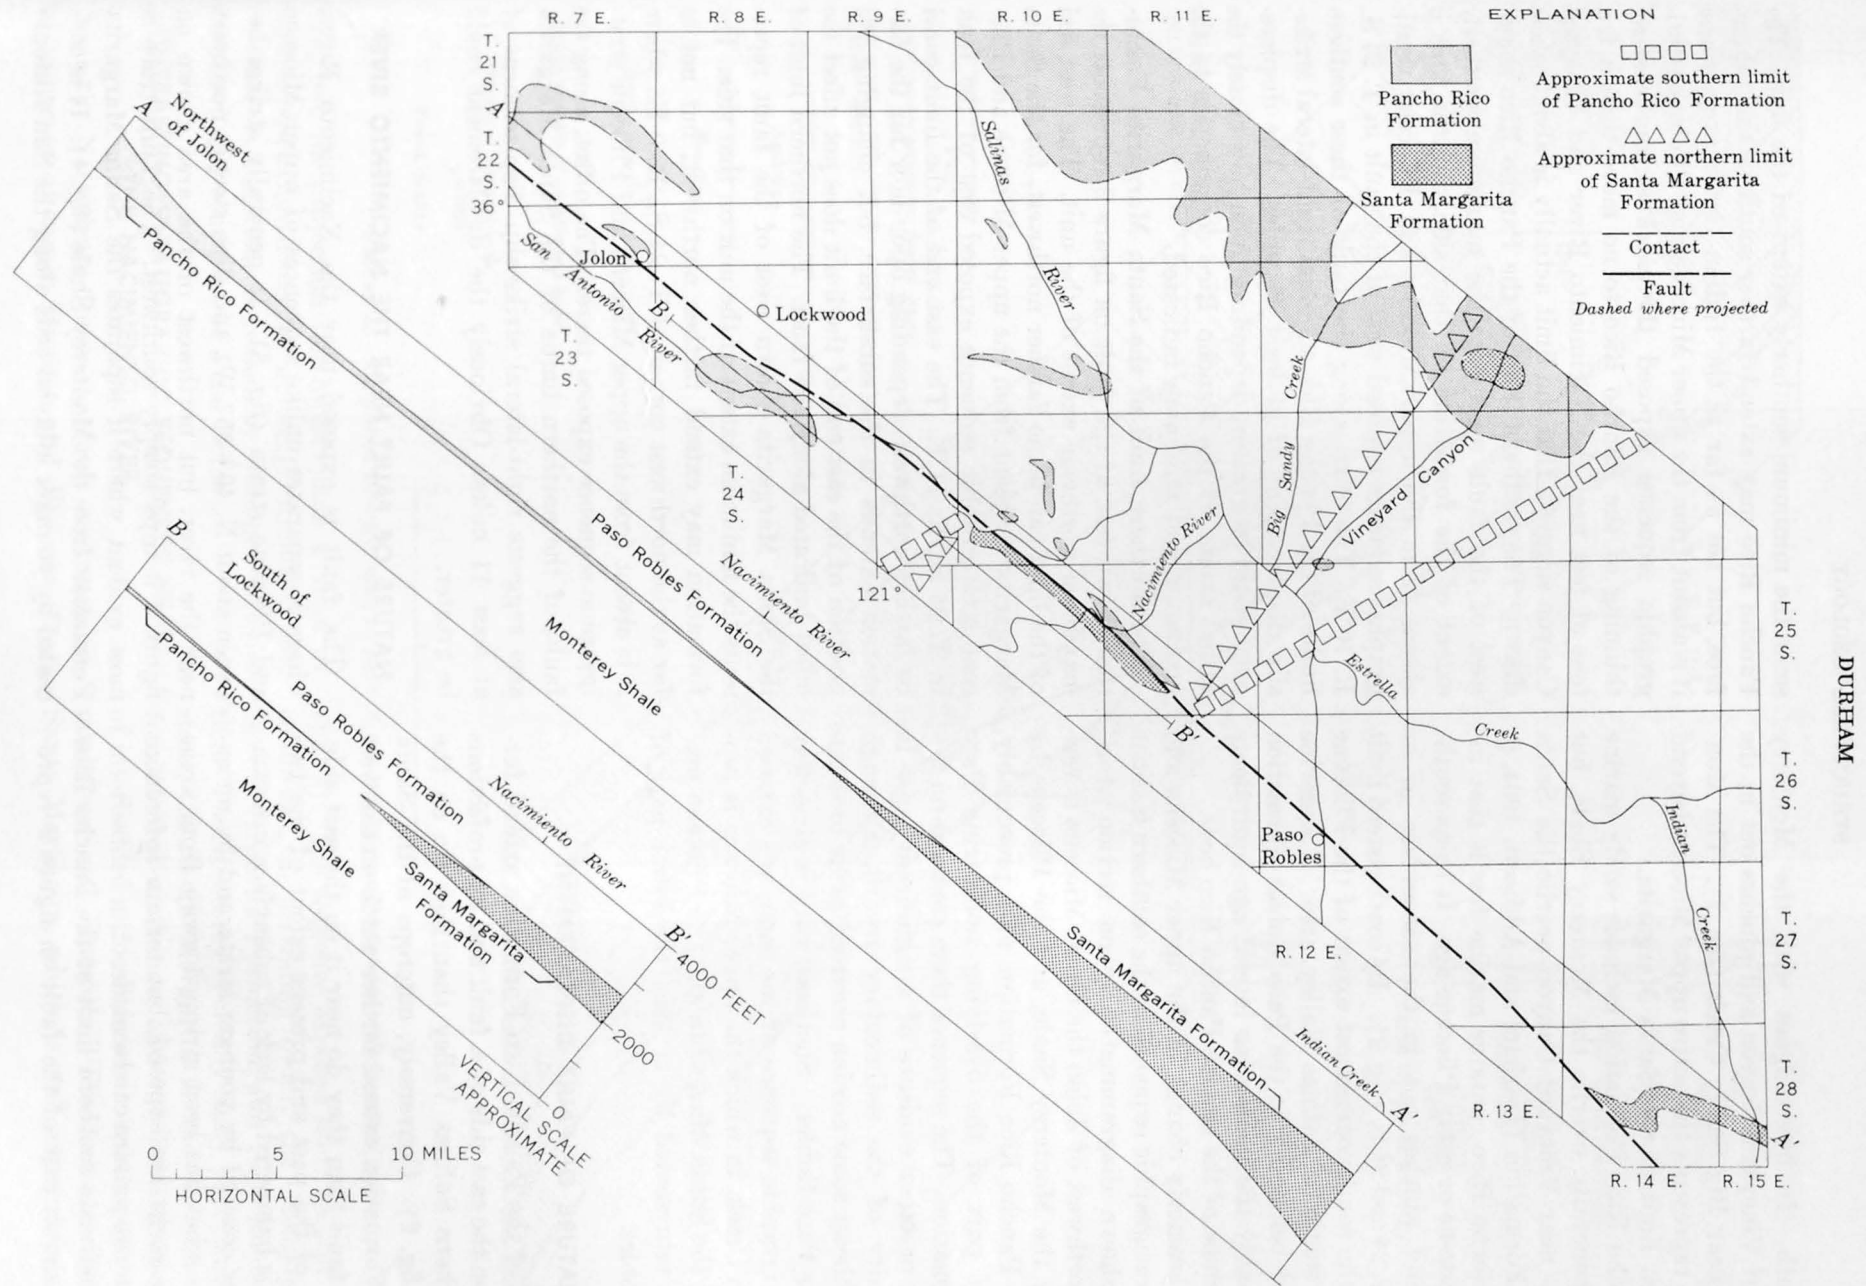 R. 7 E.
R. 8 E.
R. 9 E.
R. 10 E.
R. 11 E.
EXPLANATION
Pancho Rico
Formation
Santa Margarita
Formation
Approximate southern limit
of Pancho Rico Formation
Approximate northern limit
of Santa Margarita
Formation
Contact
Fault
Dashed where projected
T.
21
S.
A
T.
22
S.
36°
San Antonio River
Jolon
Lockwood
B
T.
23
S.
T.
24
S.
121°
Salinas River
Big Sandy Creek
Vineyard Canyon
Nacimiento River
Estrella Creek
B'
Paso
Robles
Indian Creek
T.
25
S.
T.
26
S.
T.
27
S.
T.
28
S.
A'
R. 12 E.
R. 13 E.
R. 14 E.
R. 15 E.
DURHAM
A
Northwest
of Jolon
Pancho Rico Formation
Paso Robles Formation
Nacimiento River
Monterey Shale
Santa Margarita Formation
Indian Creek
A'
B
South of
Lockwood
Pancho Rico Formation
Paso Robles Formation
Nacimiento River
Monterey Shale
Santa Margarita
Formation
B'
4000 FEET
2000
0
VERTICAL SCALE
APPROXIMATE
0
5
10 MILES
HORIZONTAL SCALE